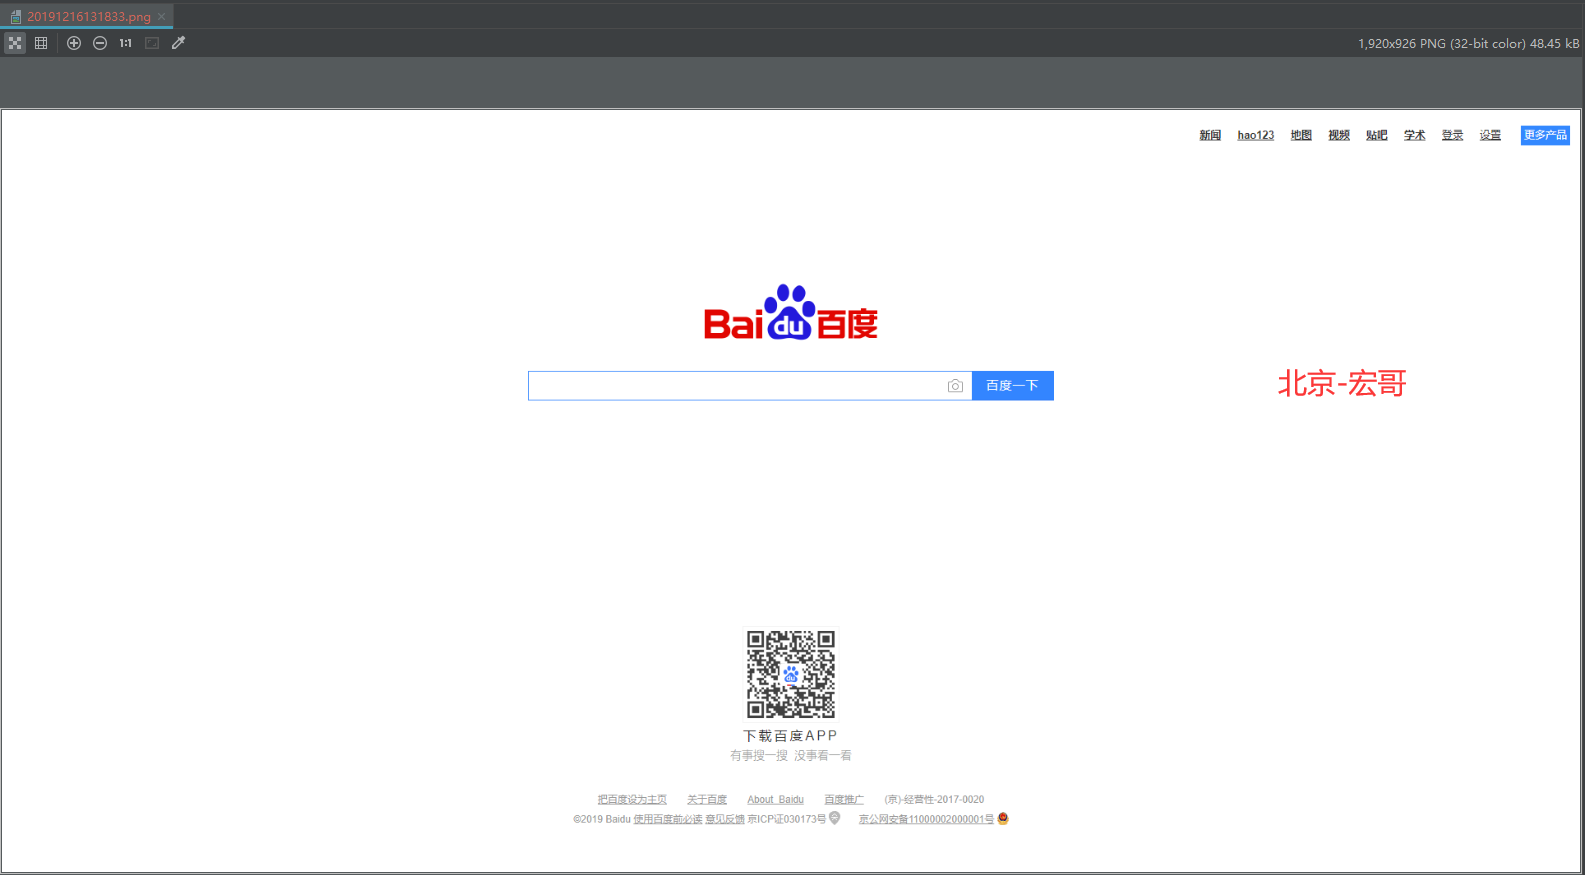 20191216131833.png
1:1
1,920x926 PNG (32-bit color) 48.45 kB
新闻 hao123 地图 视频 贴吧 学术 登录 设置 更多产品
Bai du 百度
百度一下
北京-宏哥
du
下载百度APP
有事搜一搜 没事看一看
把百度设为主页 关于百度 About Baidu 百度推广 (京)-经营性-2017-0020
©2019 Baidu 使用百度前必读 意见反馈 京ICP证030173号 京公网安备11000002000001号